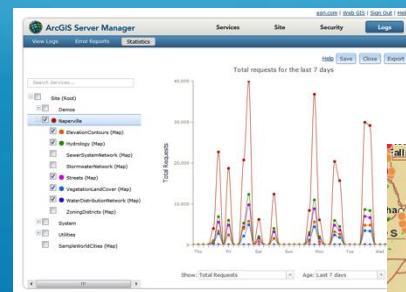 esri.com | Web GIS | Sign Out | Help
ArcGIS Server Manager
Services Site Security Logs
View Logs Error Reports Statistics
Help Save Close Export
Total requests for the last 7 days
Search Services...
Site (Root)
Demos
Naperville
ElevationContours (Map)
Hydrology (Map)
SewerSystemNetwork (Map)
StormwaterNetwork (Map)
Streets (Map)
VegetationLandCover (Map)
WaterDistributionNetwork (Map)
ZoningDistricts (Map)
System
Utilities
SampleWorldCities (Map)
Total Requests
40,000
30,000
20,000
10,000
0
Thu Fri Sat Sun Mon Tue Wed
Show: Total Requests Age: Last 7 days